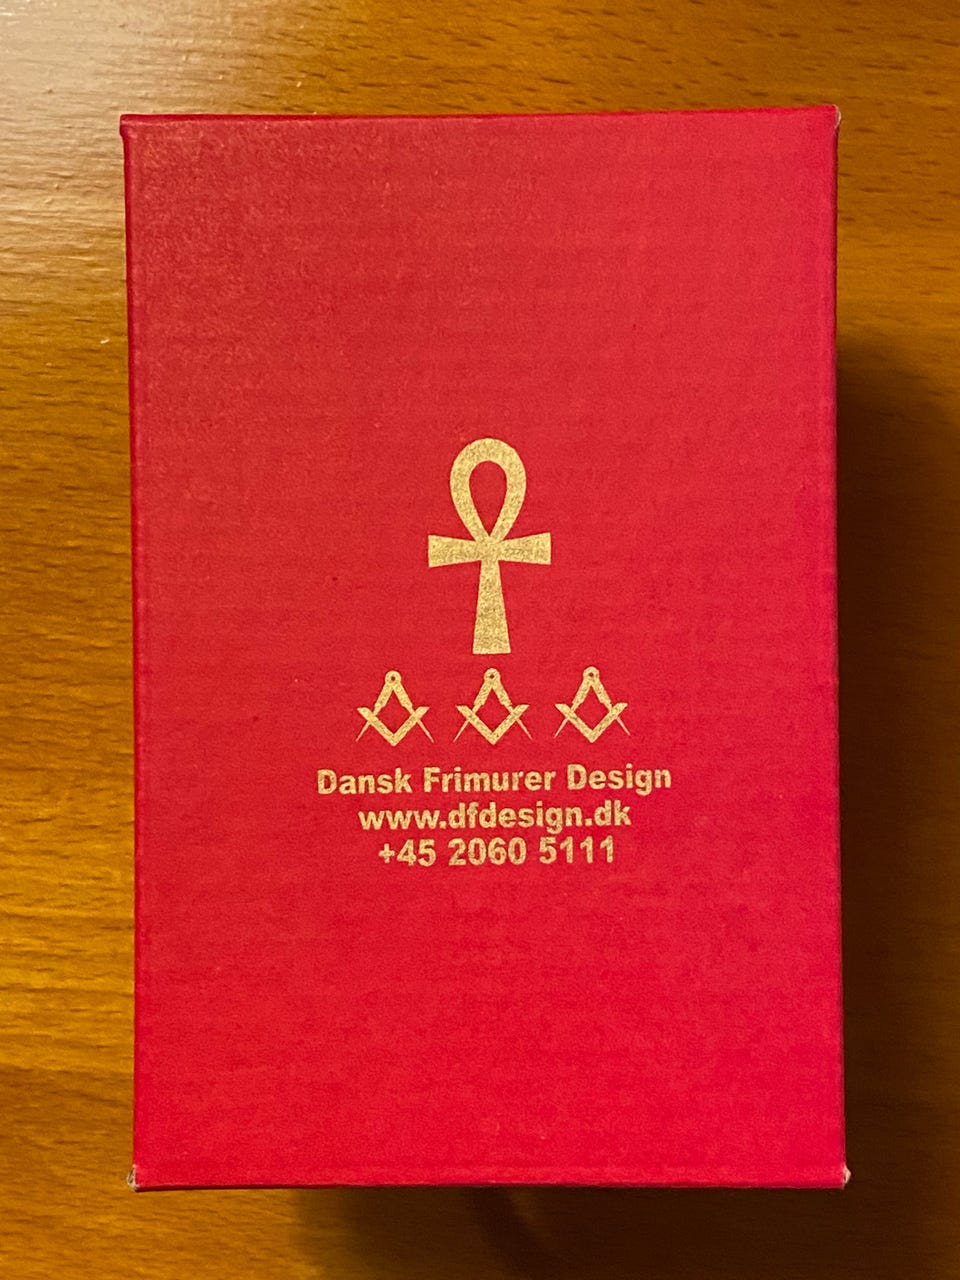 Dansk Frimurer Design
www.dfdesign.dk
+45 2060 5111